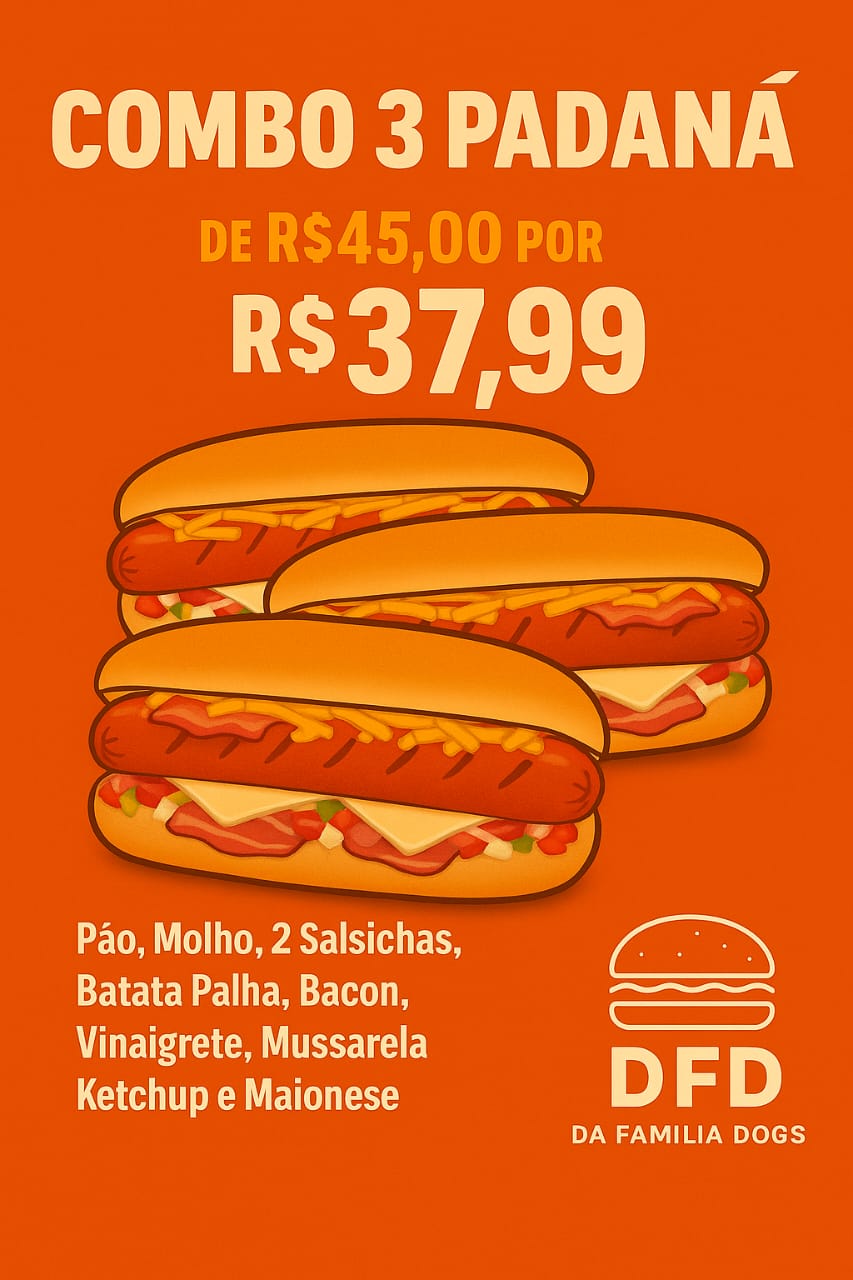 COMBO 3 PADANÁ
DE R$45,00 POR
R$37,99
Páo, Molho, 2 Salsichas,
Batata Palha, Bacon,
Vinaigrete, Mussarela
Ketchup e Maionese
DFD
DA FAMILIA DOGS